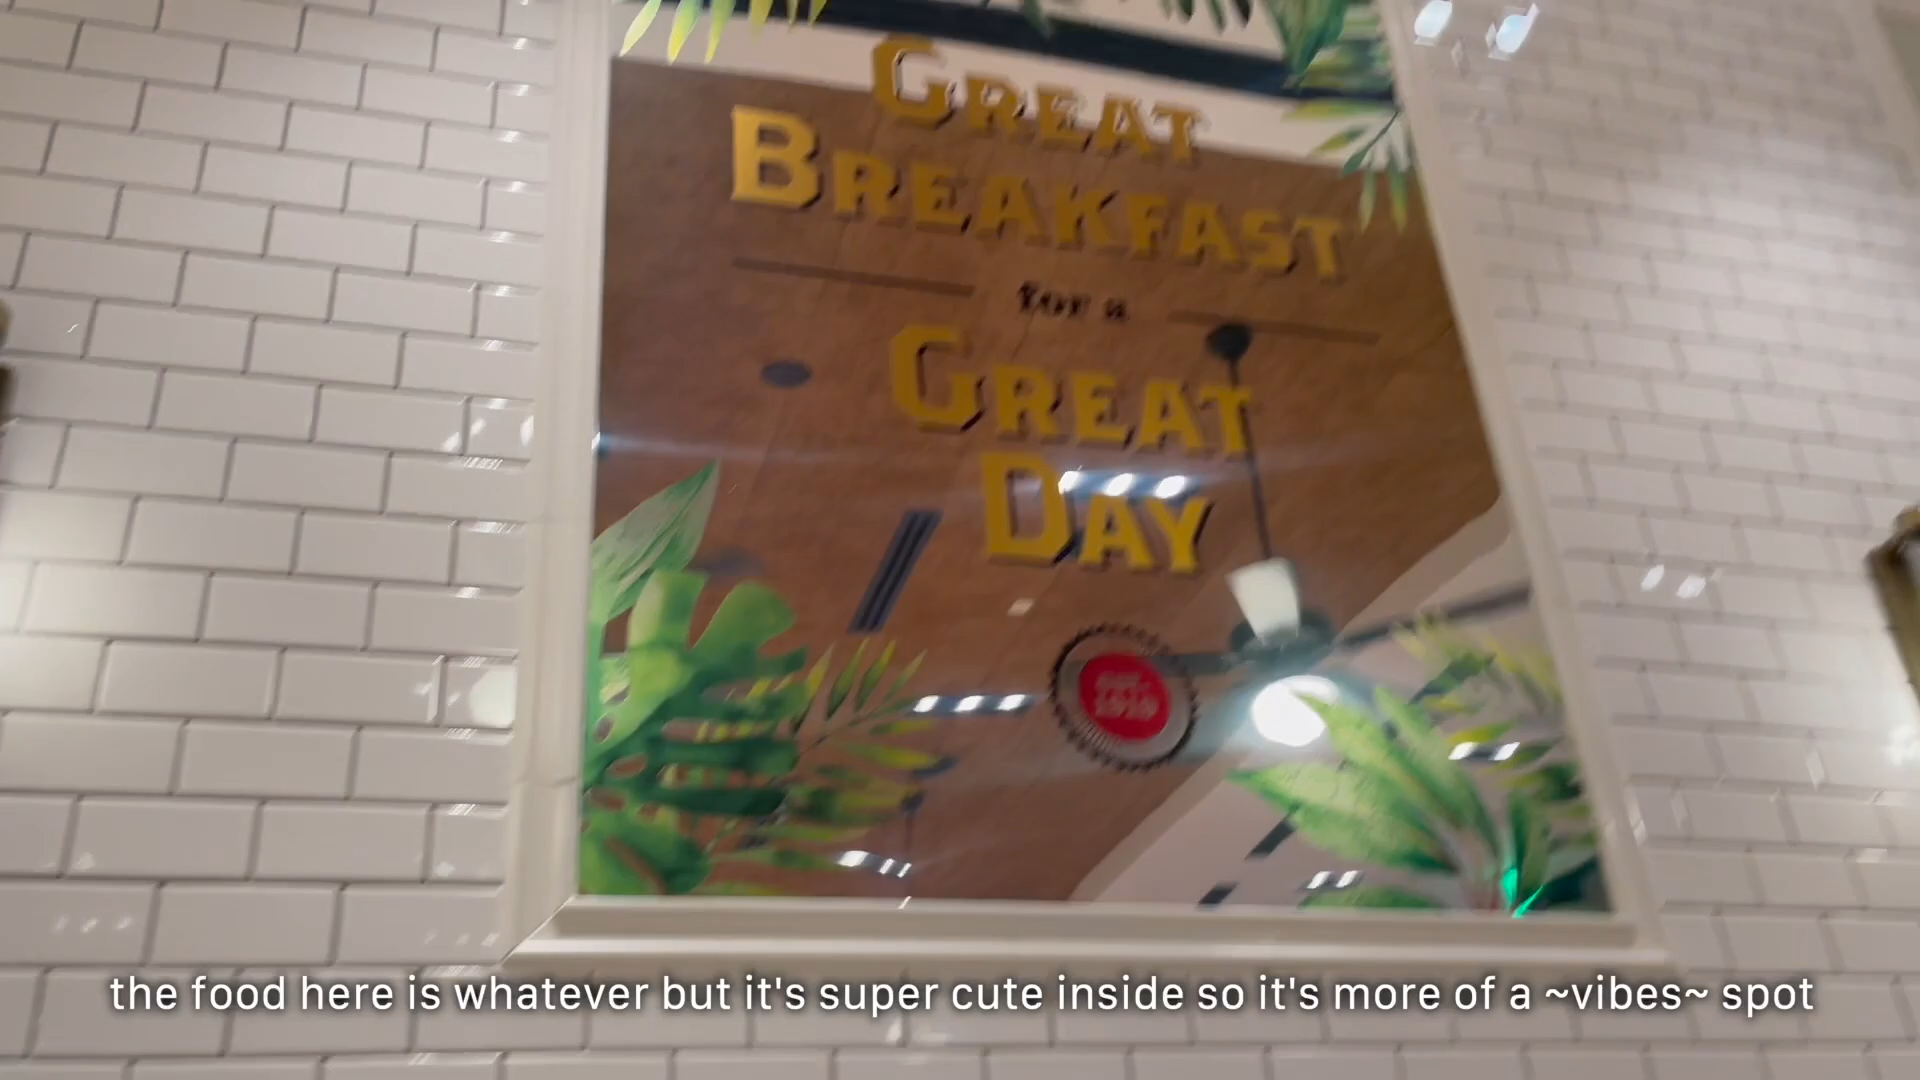 GREAT
BREAKFAST
for a
GREAT
DAY
the food here is whatever but it's super cute inside so it's more of a ~vibes~ spot